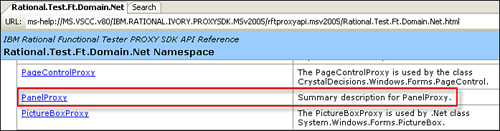 Rational.Test.Ft.Domain.Net
Search
URL: ms-help://MS.VSCC.v80/IBM.RATIONAL.IVORY.PROXYSDK.MSv2005/rftproxyapi.msv2005/Rational.Test.Ft.Domain.Net.html
IBM Rational Functional Tester PROXY SDK API Reference
Rational.Test.Ft.Domain.Net Namespace
PageControlProxy
The PageControlProxy is used by the class
CrystalDecisions.Windows.Forms.PageControl.
PanelProxy
Summary description for PanelProxy.
PictureBoxProxy
The PictureBoxProxy is used by .Net class
System.Windows.Forms.PictureBox.